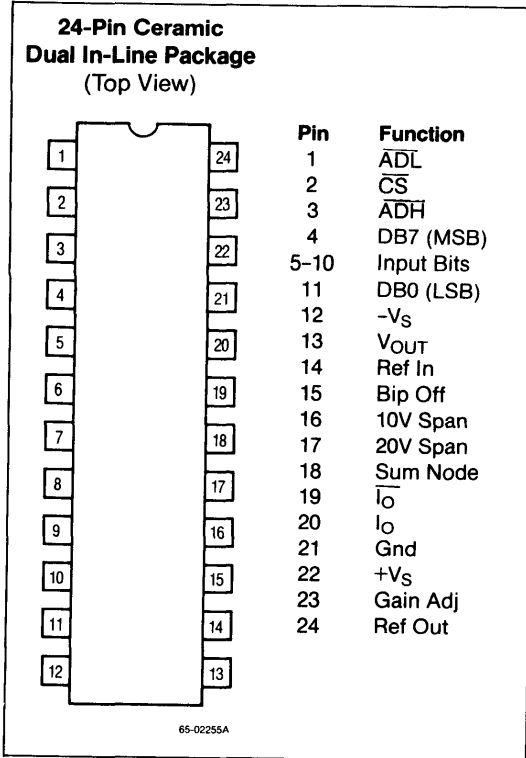 24-Pin Ceramic
Dual In-Line Package
(Top View)
1 24
2 23
3 22
4 21
5 20
6 19
7 18
8 17
9 16
10 15
11 14
12 13
65-02255A
Pin Function
1 A̅D̅L̅
2 C̅S̅
3 A̅D̅H̅
4 DB7 (MSB)
5–10 Input Bits
11 DB0 (LSB)
12 -VS
13 VOUT
14 Ref In
15 Bip Off
16 10V Span
17 20V Span
18 Sum Node
19 I̅O̅
20 IO
21 Gnd
22 +VS
23 Gain Adj
24 Ref Out